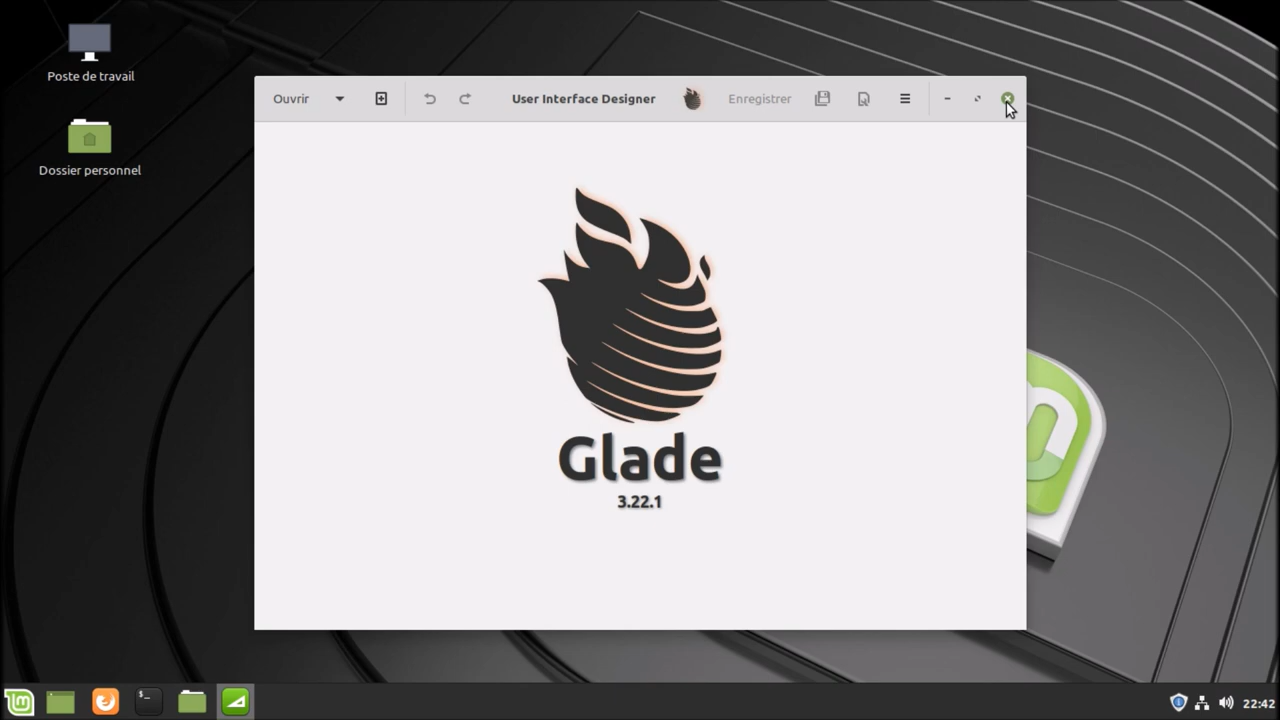 Poste de travail
Dossier personnel
Ouvrir
User Interface Designer
Enregistrer
Glade
3.22.1
$_
22:42